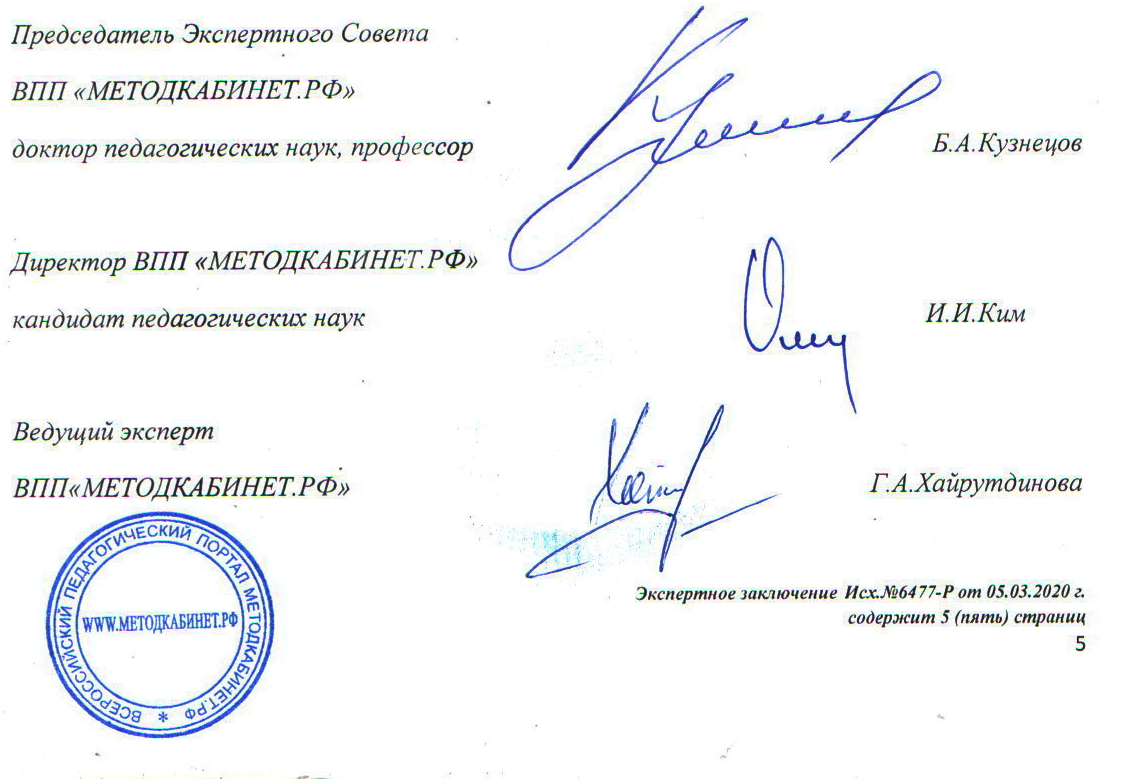 Председатель Экспертного Совета
ВПП «МЕТОДКАБИНЕТ.РФ»
доктор педагогических наук, профессор
Б.А.Кузнецов
Директор ВПП «МЕТОДКАБИНЕТ.РФ»
кандидат педагогических наук
И.И.Ким
Ведущий эксперт
ВПП«МЕТОДКАБИНЕТ.РФ»
Г.А.Хайрутдинова
ВСЕРОССИЙСКИЙ ПЕДАГОГИЧЕСКИЙ ПОРТАЛ МЕТОДКАБИНЕТ.РФ *
WWW.МЕТОДКАБИНЕТ.РФ
Экспертное заключение Исх.№6477-Р от 05.03.2020 г.
содержит 5 (пять) страниц
5